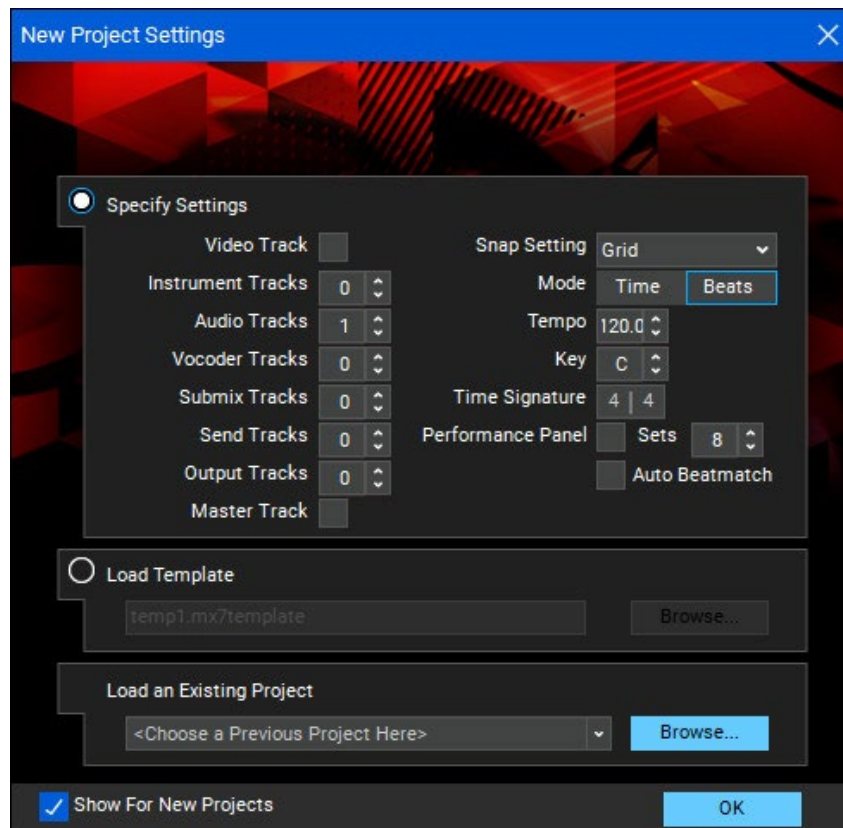 New Project Settings
Specify Settings
Video Track
Instrument Tracks 0
Audio Tracks 1
Vocoder Tracks 0
Submix Tracks 0
Send Tracks 0
Output Tracks 0
Master Track
Snap Setting Grid
Mode Time Beats
Tempo 120.0
Key C
Time Signature 4 | 4
Performance Panel Sets 8
Auto Beatmatch
Load Template
temp1.mx7template Browse...
Load an Existing Project
<Choose a Previous Project Here> Browse...
Show For New Projects OK